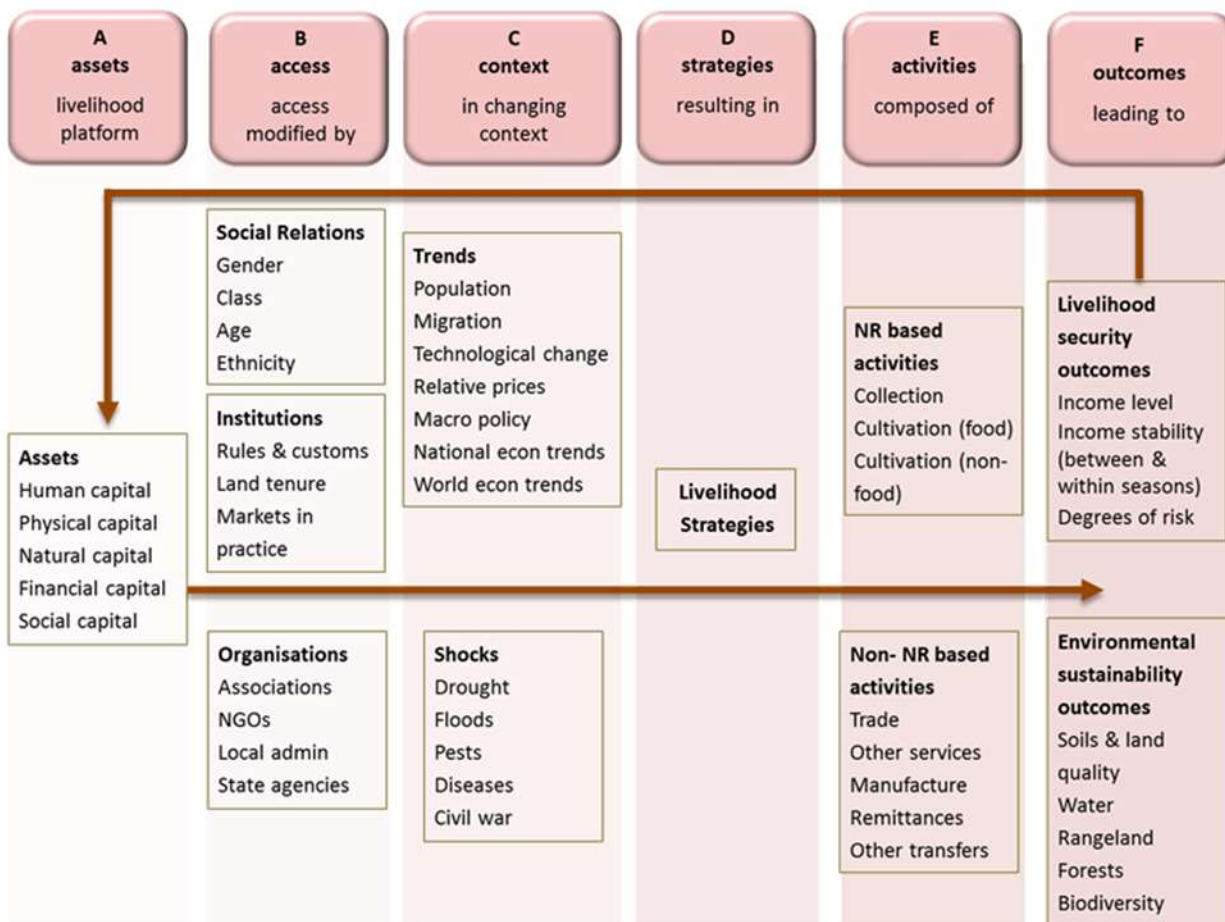 A
assets
livelihood
platform
B
access
access
modified by
C
context
in changing
context
D
strategies
resulting in
E
activities
composed of
F
outcomes
leading to
Assets
Human capital
Physical capital
Natural capital
Financial capital
Social capital
Social Relations
Gender
Class
Age
Ethnicity
Institutions
Rules & customs
Land tenure
Markets in
practice
Organisations
Associations
NGOs
Local admin
State agencies
Trends
Population
Migration
Technological change
Relative prices
Macro policy
National econ trends
World econ trends
Shocks
Drought
Floods
Pests
Diseases
Civil war
Livelihood
Strategies
NR based
activities
Collection
Cultivation (food)
Cultivation (non-
food)
Non- NR based
activities
Trade
Other services
Manufacture
Remittances
Other transfers
Livelihood
security
outcomes
Income level
Income stability
(between &
within seasons)
Degrees of risk
Environmental
sustainability
outcomes
Soils & land
quality
Water
Rangeland
Forests
Biodiversity